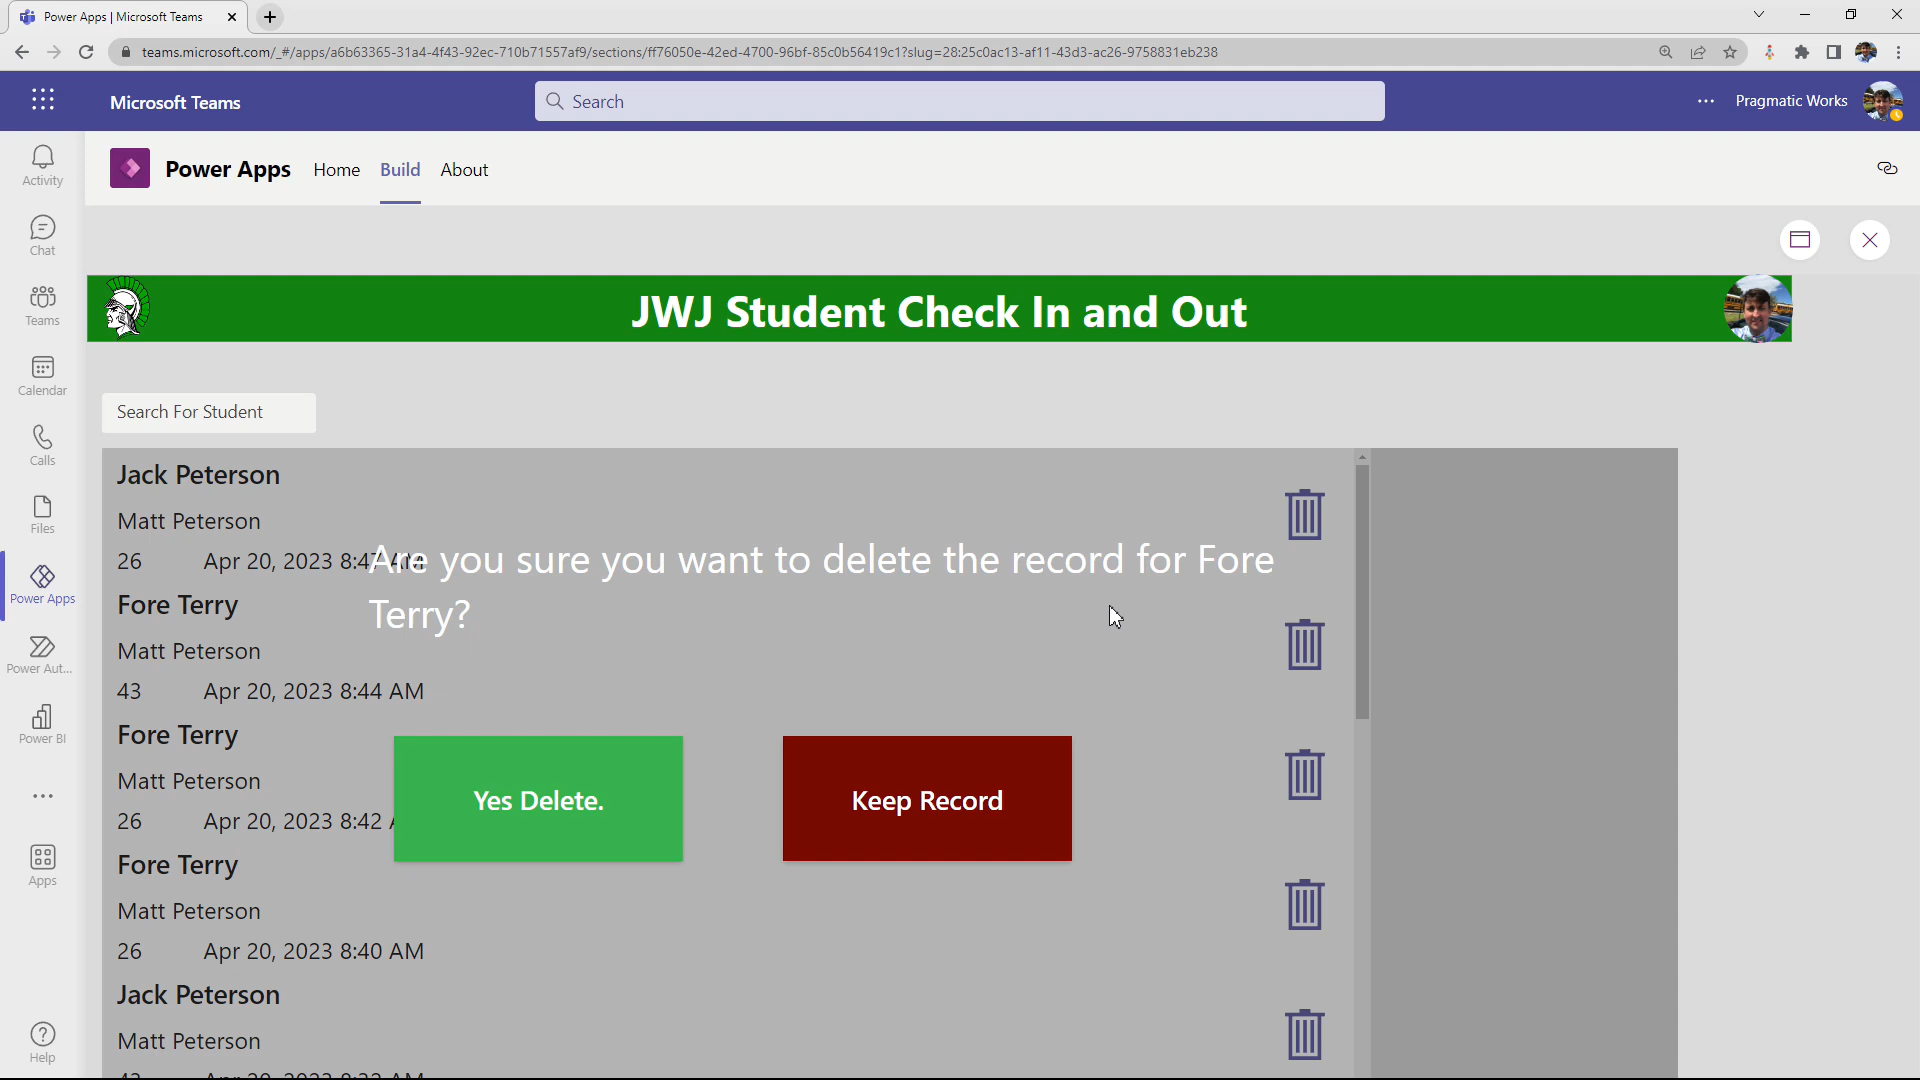 Power Apps | Microsoft Teams
teams.microsoft.com/_#/apps/a6b63365-31a4-4f43-92ec-710b71557af9/sections/ff76050e-42ed-4700-96bf-85c0b56419c1?slug=28:25c0ac13-af11-43d3-ac26-9758831eb238
Microsoft Teams
Search
Pragmatic Works
Activity
Chat
Teams
Calendar
Calls
Files
Power Apps
Power Aut...
Power BI
Apps
Help
Power Apps Home Build About
JWJ Student Check In and Out
Search For Student
Jack Peterson
Matt Peterson
26 Apr 20, 2023 8:47 AM
Fore Terry
Matt Peterson
43 Apr 20, 2023 8:44 AM
Fore Terry
Matt Peterson
26 Apr 20, 2023 8:42
Fore Terry
Matt Peterson
26 Apr 20, 2023 8:40 AM
Jack Peterson
Matt Peterson
Are you sure you want to delete the record for Fore
Terry?
Yes Delete.
Keep Record